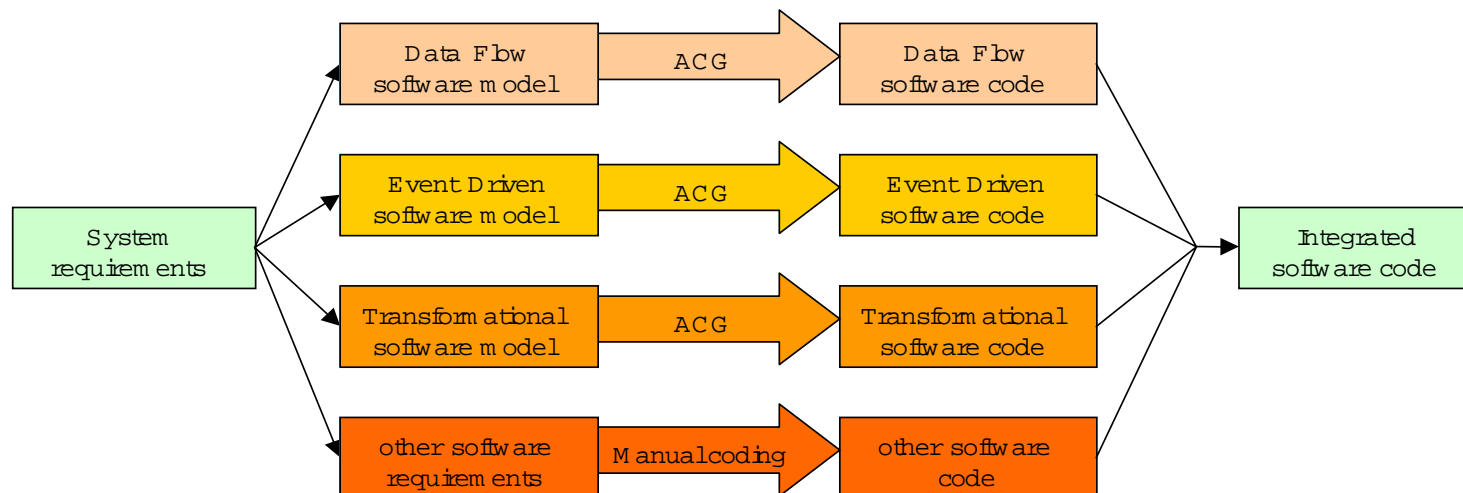 Data Flow
software model
ACG
Data Flow
software code
Event Driven
software model
ACG
Event Driven
software code
System
requirements
Integrated
software code
Transformational
software model
ACG
Transformational
software code
other software
requirements
Manual coding
other software
code